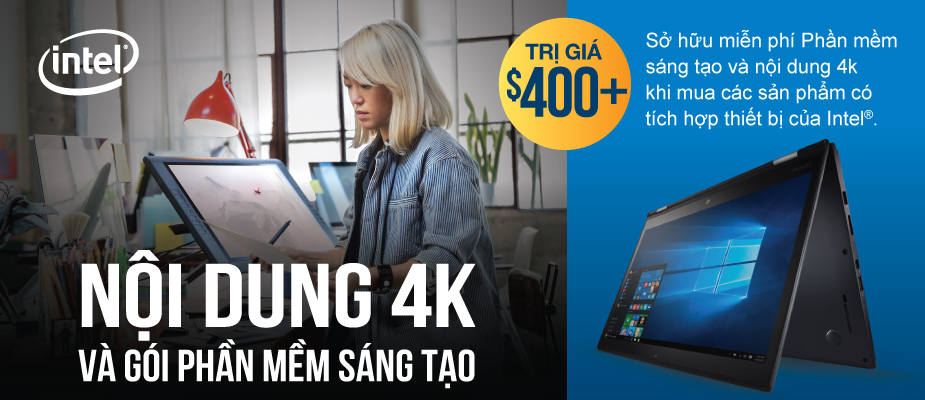 intel®
NỘI DUNG 4K
VÀ GÓI PHẦN MỀM SÁNG TẠO
TRỊ GIÁ
$400+
Sở hữu miễn phí Phần mềm
sáng tạo và nội dung 4k
khi mua các sản phẩm có
tích hợp thiết bị của Intel®.